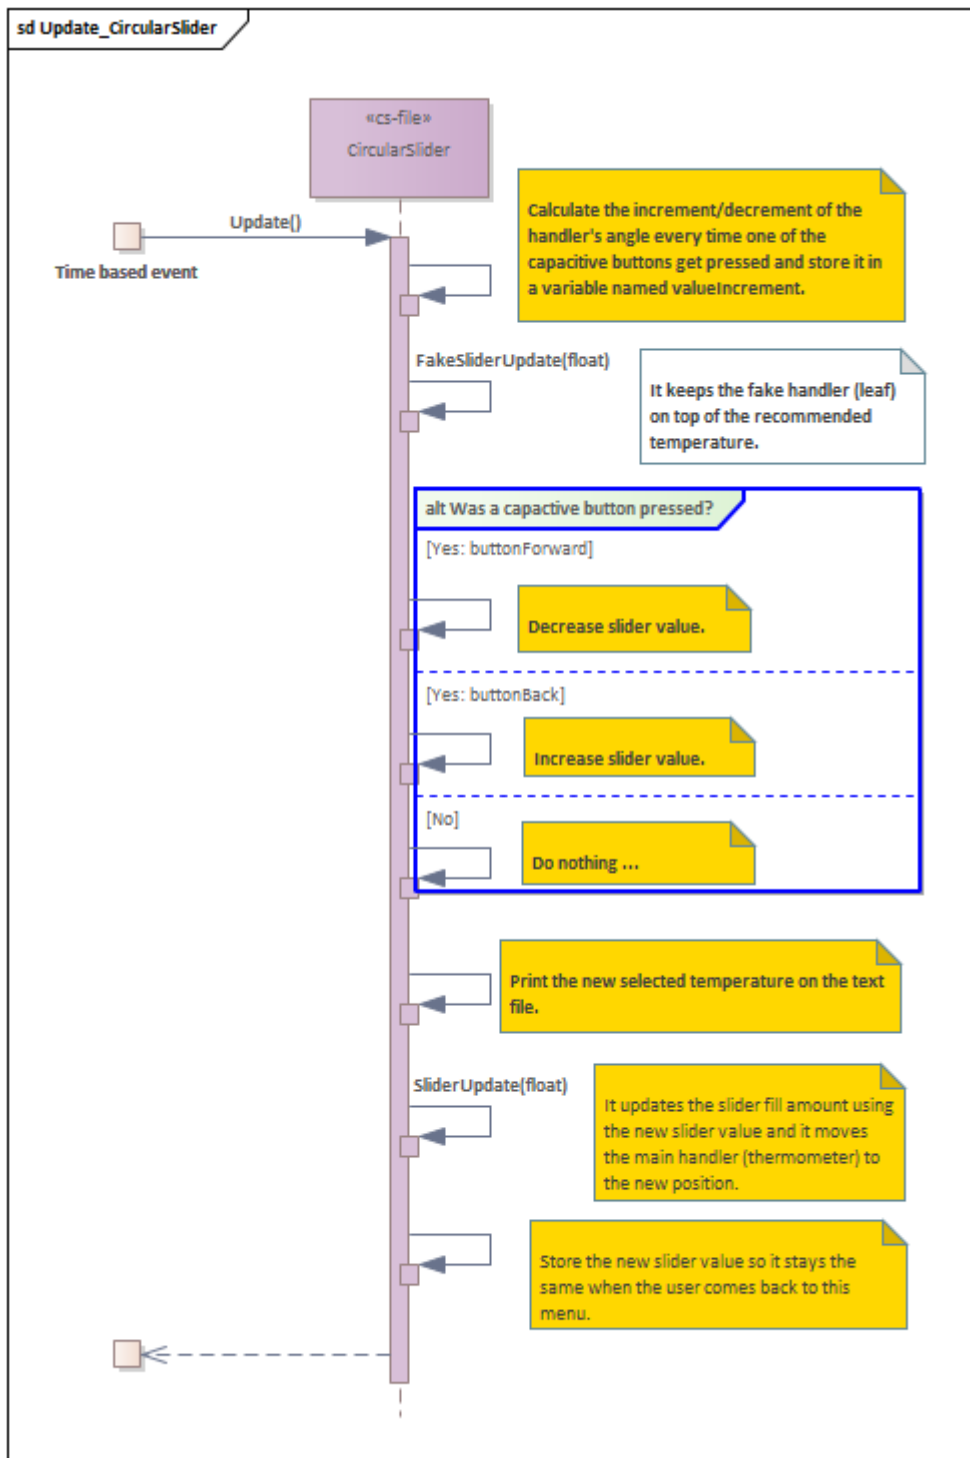 sd Update_CircularSlider
«cs-file»
CircularSlider
Update()
Time based event
Calculate the increment/decrement of the
handler's angle every time one of the
capacitive buttons get pressed and store it in
a variable named valueIncrement.
FakeSliderUpdate(float)
It keeps the fake handler (leaf)
on top of the recommended
temperature.
alt Was a capactive button pressed?
[Yes: buttonForward]
Decrease slider value.
[Yes: buttonBack]
Increase slider value.
[No]
Do nothing ...
Print the new selected temperature on the text
file.
SliderUpdate(float)
It updates the slider fill amount using
the new slider value and it moves
the main handler (thermometer) to
the new position.
Store the new slider value so it stays the
same when the user comes back to this
menu.